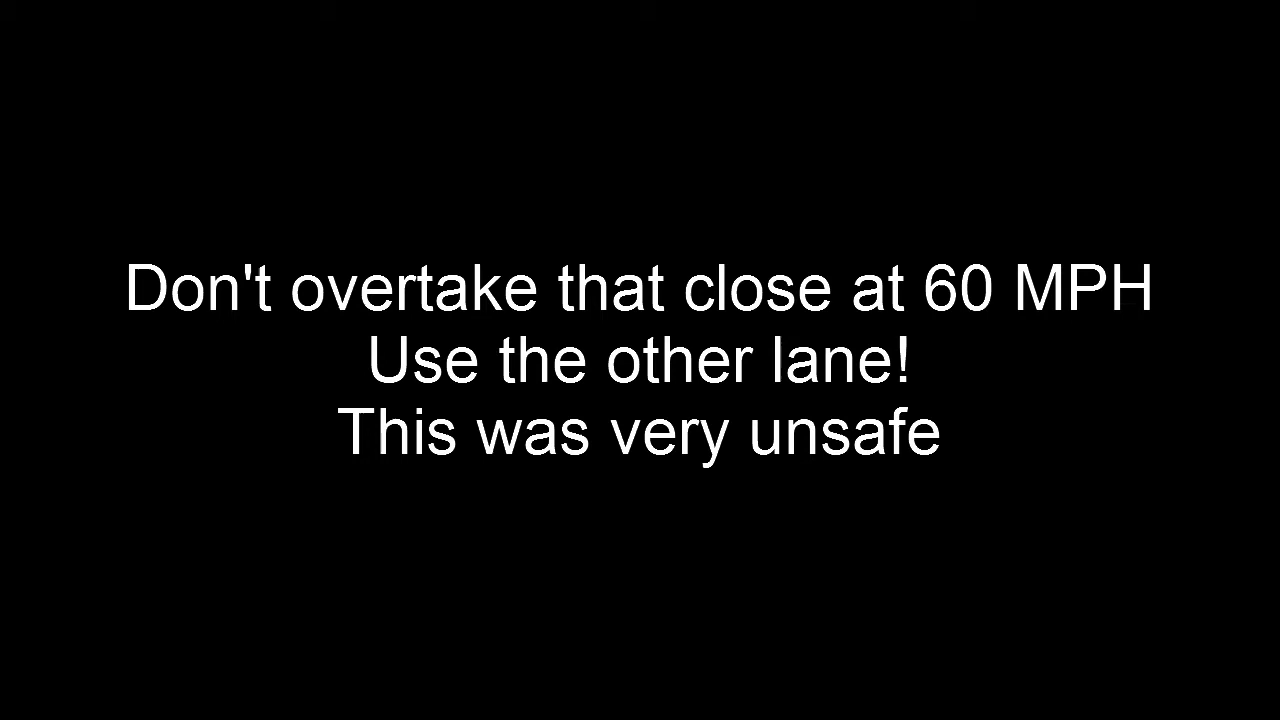 Don't overtake that close at 60 MPH
Use the other lane!
This was very unsafe